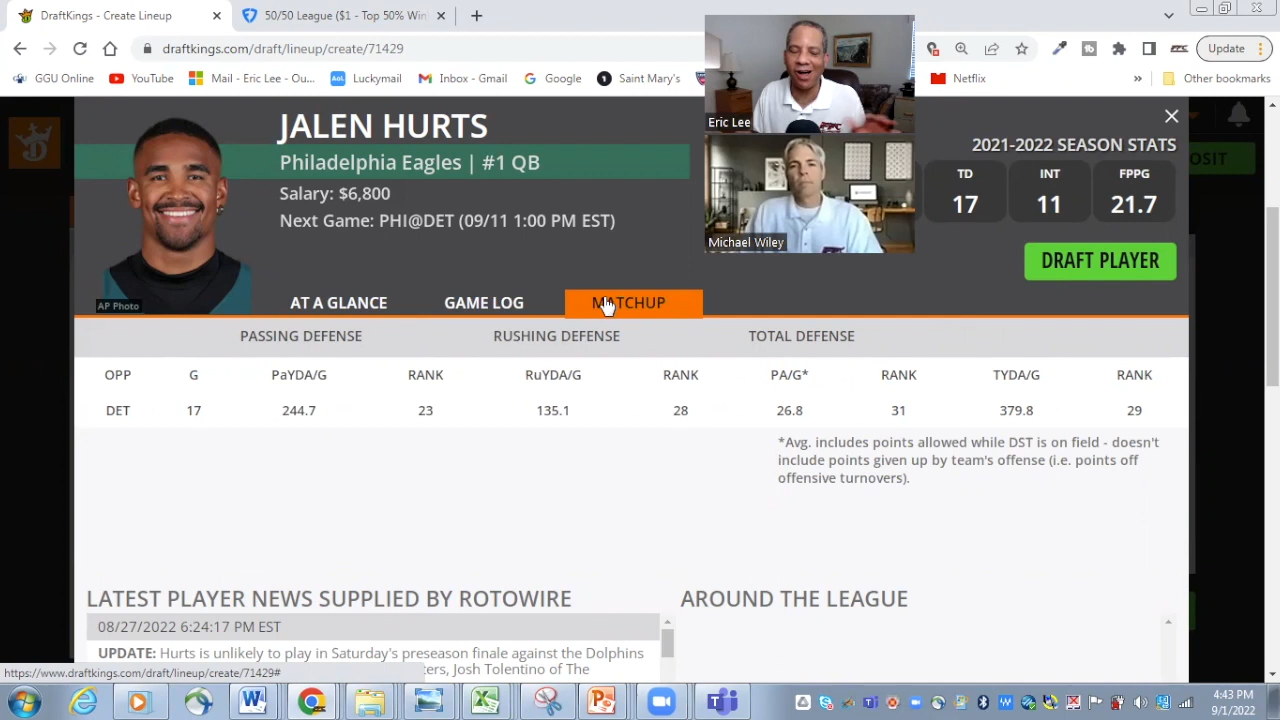 DraftKings - Create Lineup
50/50 League ($1 - Top 50% Win
draftkings.com/draft/lineup/create/71429
Update
GGU Online
YouTube
Mail - Eric Lee - Ou...
Luckymail
Inbox - Gmail
Google
Saint Mary's
Netflix
»
Other bookmarks
JALEN HURTS
Philadelphia Eagles | #1 QB
Salary: $6,800
Next Game: PHI@DET (09/11 1:00 PM EST)
AP Photo
Eric Lee
Michael Wiley
2021-2022 SEASON STATS
TD INT FPPG
17 11 21.7
DRAFT PLAYER
AT A GLANCE GAME LOG MATCHUP
PASSING DEFENSE RUSHING DEFENSE TOTAL DEFENSE
OPP G PaYDA/G RANK RuYDA/G RANK PA/G* RANK TYDA/G RANK
DET 17 244.7 23 135.1 28 26.8 31 379.8 29
*Avg. includes points allowed while DST is on field - doesn't
include points given up by team's offense (i.e. points off
offensive turnovers).
LATEST PLAYER NEWS SUPPLIED BY ROTOWIRE
AROUND THE LEAGUE
08/27/2022 6:24:17 PM EST
UPDATE: Hurts is unlikely to play in Saturday's preseason finale against the Dolphins
ters, Josh Tolentino of The
https://www.draftkings.com/draft/lineup/create/71429#
4:43 PM
9/1/2022